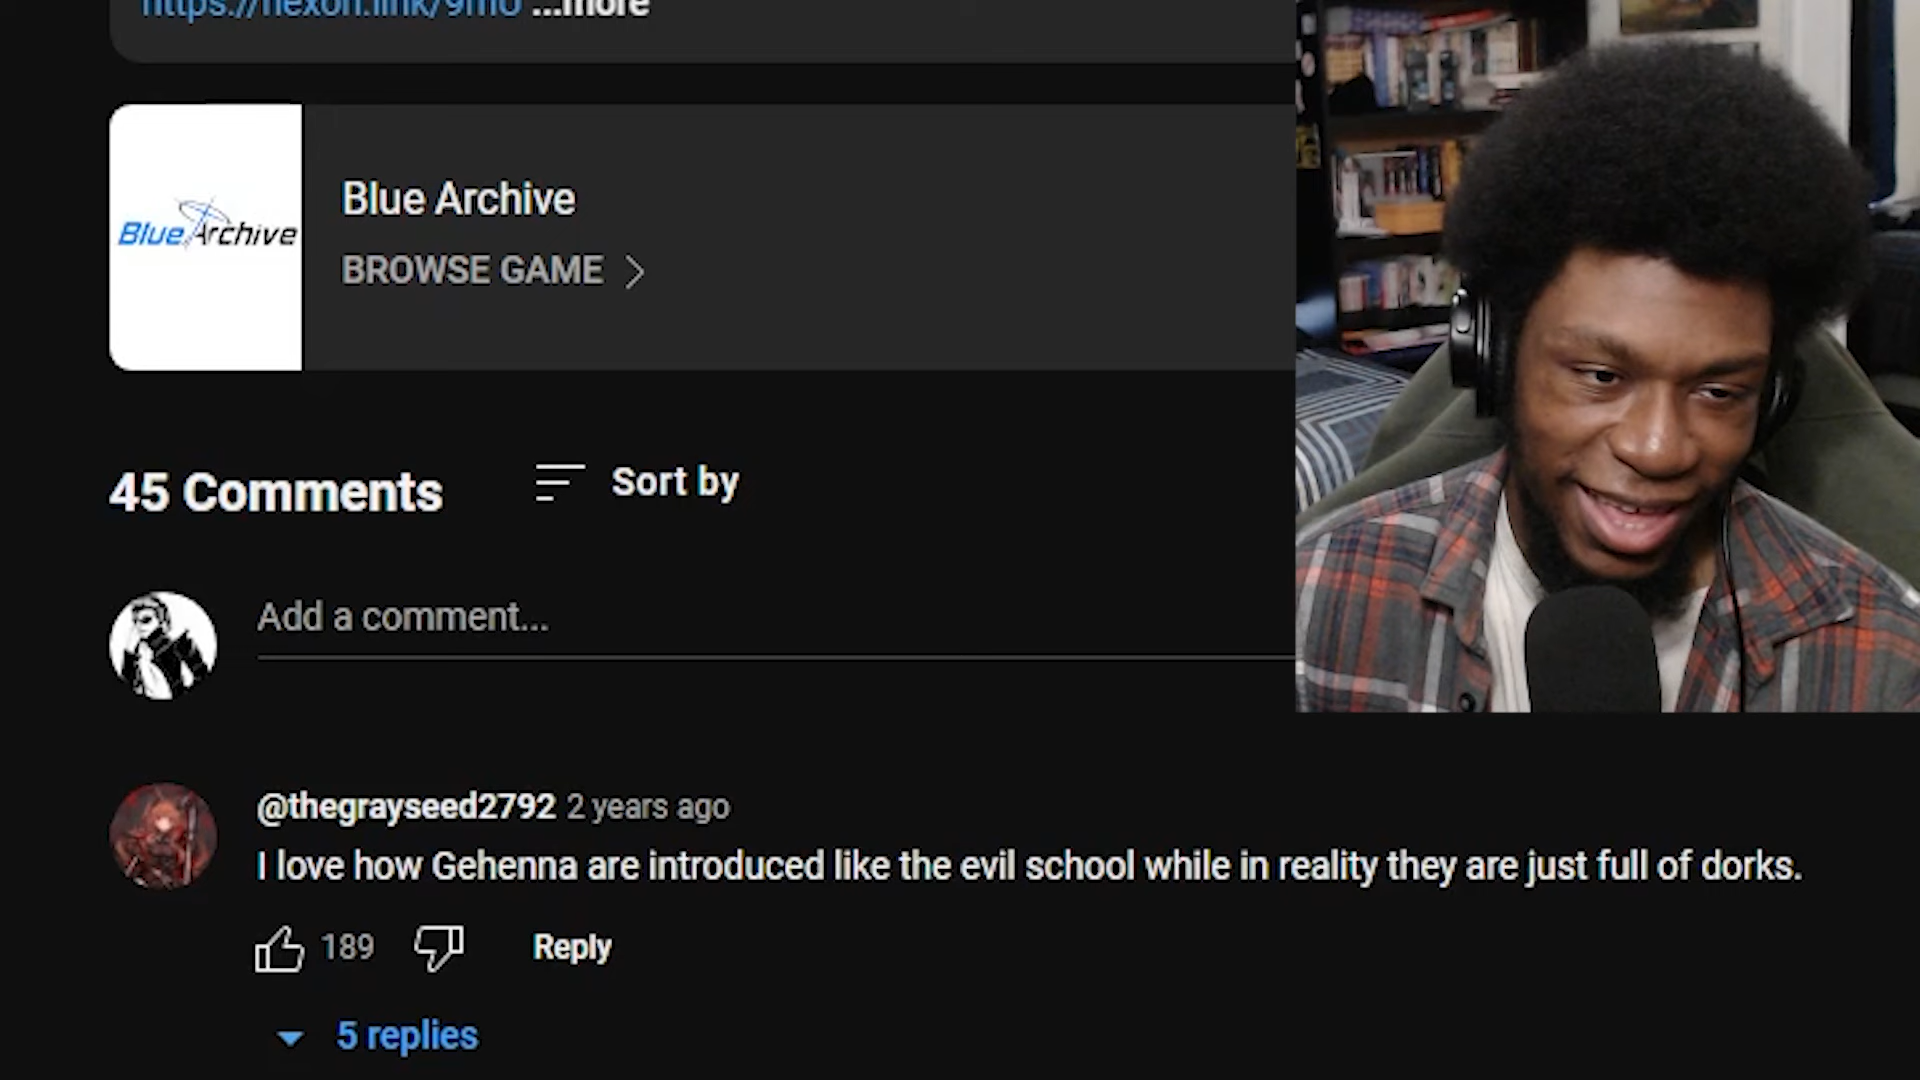 ...more
Blue Archive
Blue Archive
BROWSE GAME
45 Comments
Sort by
Add a comment...
@thegrayseed2792 2 years ago
I love how Gehenna are introduced like the evil school while in reality they are just full of dorks.
189
Reply
5 replies